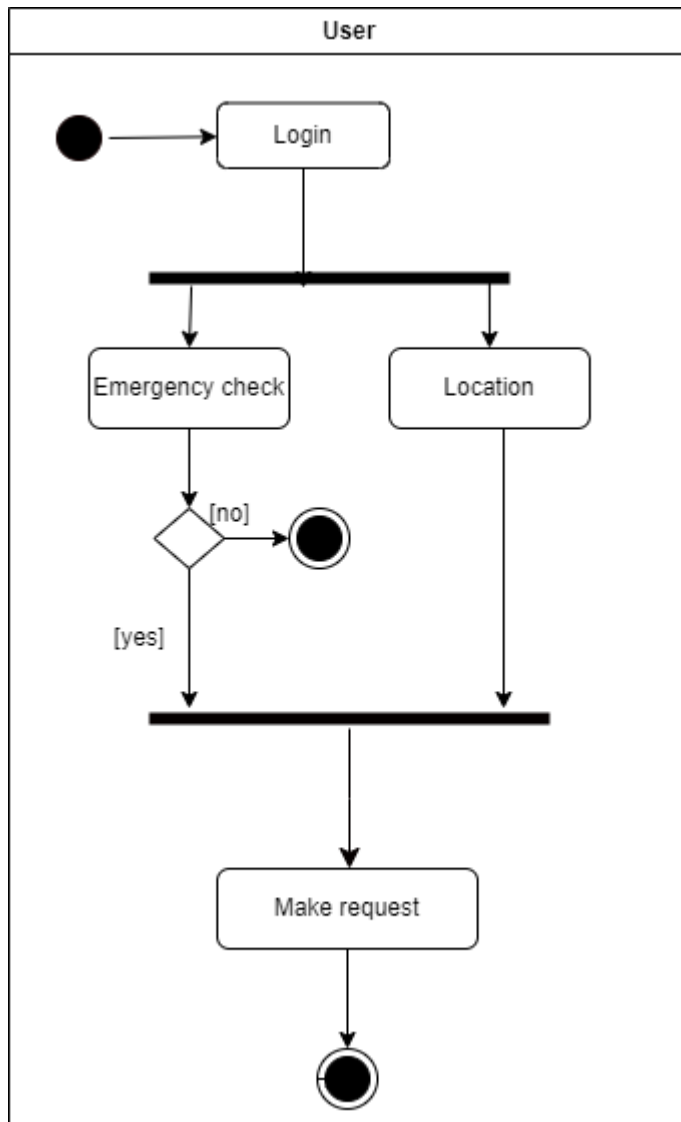 User
Login
Emergency check
Location
[no]
[yes]
Make request